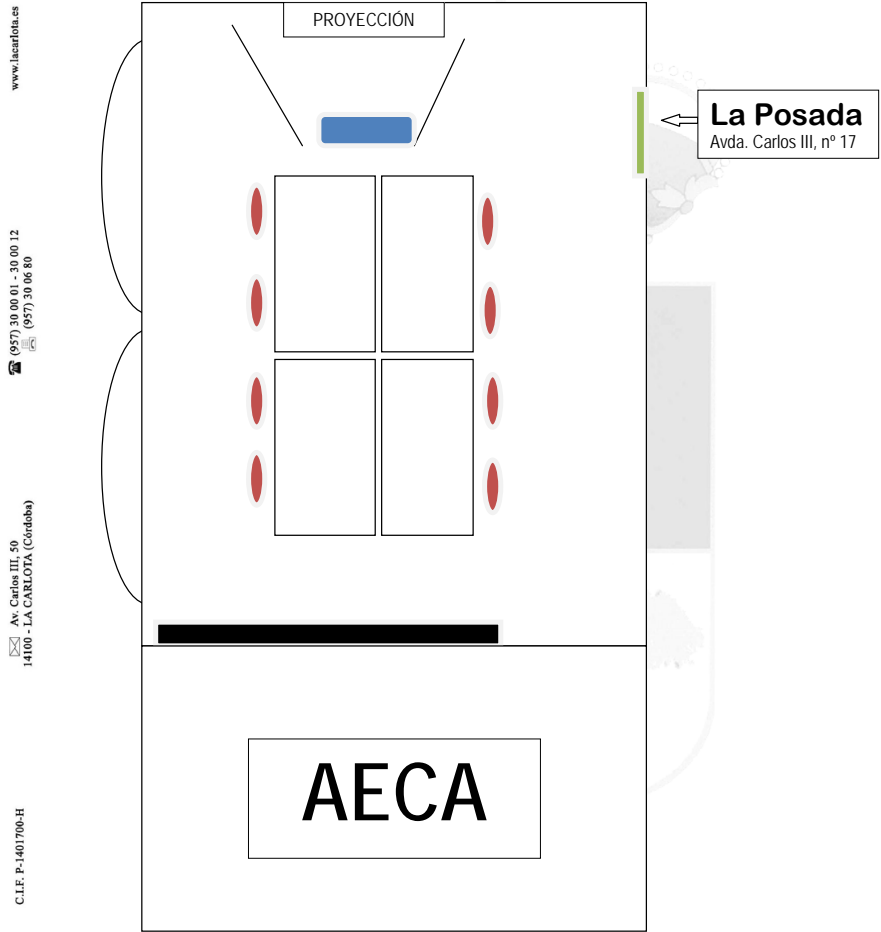 PROYECCIÓN
La Posada
Avda. Carlos III, nº 17
AECA
www.lacarlota.es
(957) 30 00 01 - 30 00 12
(957) 30 06 80
Av. Carlos III, 50
14100 - LA CARLOTA (Córdoba)
C.I.F. P-1401700-H